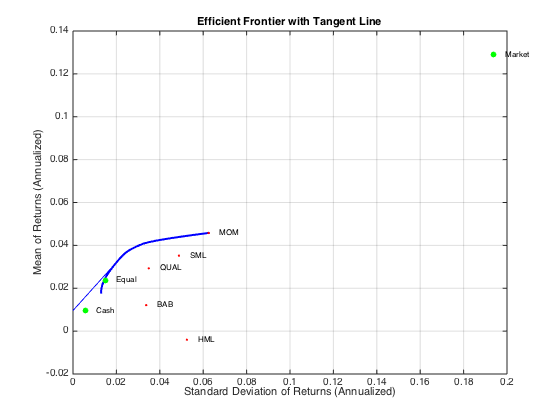 Efficient Frontier with Tangent Line
0.14
0.12
0.1
0.08
0.06
0.04
0.02
0
-0.02
Mean of Returns (Annualized)
Market
MOM
SML
QUAL
Equal
BAB
Cash
HML
0 0.02 0.04 0.06 0.08 0.1 0.12 0.14 0.16 0.18 0.2
Standard Deviation of Returns (Annualized)